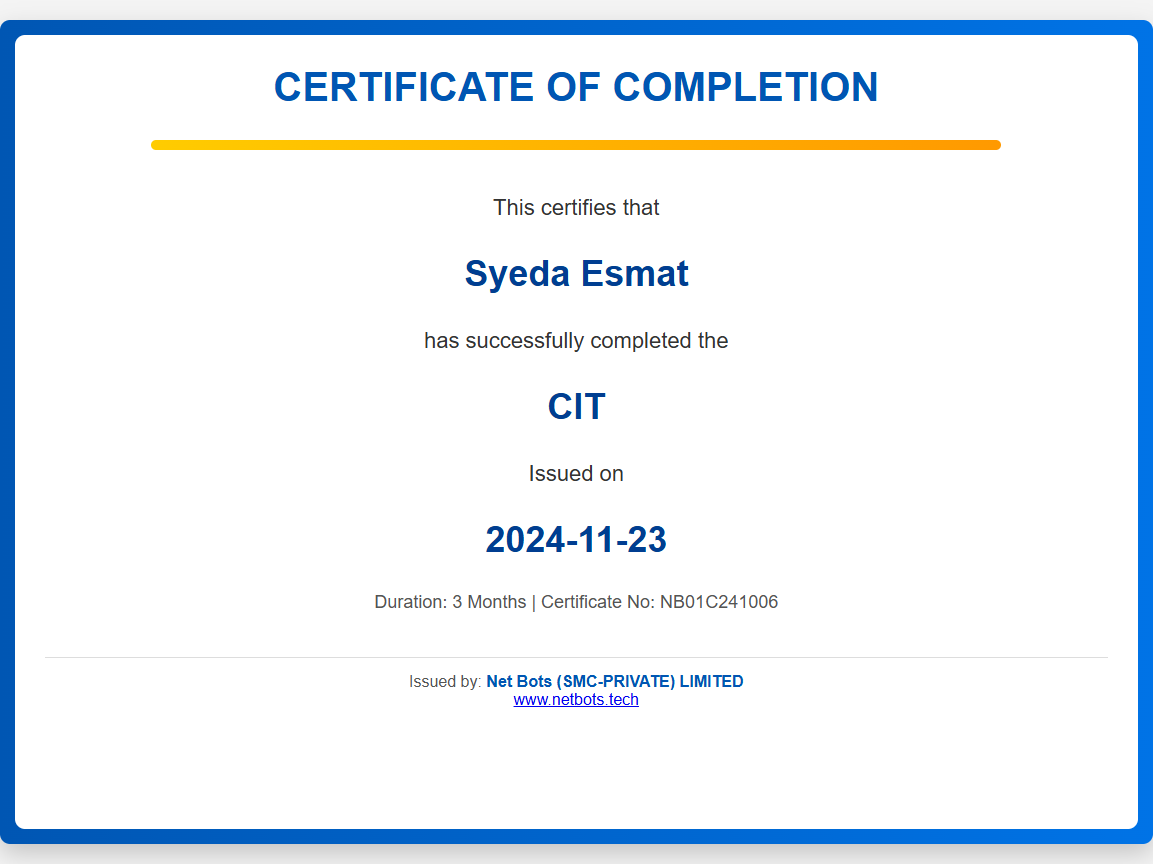 CERTIFICATE OF COMPLETION
This certifies that
Syeda Esmat
has successfully completed the
CIT
Issued on
2024-11-23
Duration: 3 Months | Certificate No: NB01C241006
Issued by: Net Bots (SMC-PRIVATE) LIMITED
www.netbots.tech